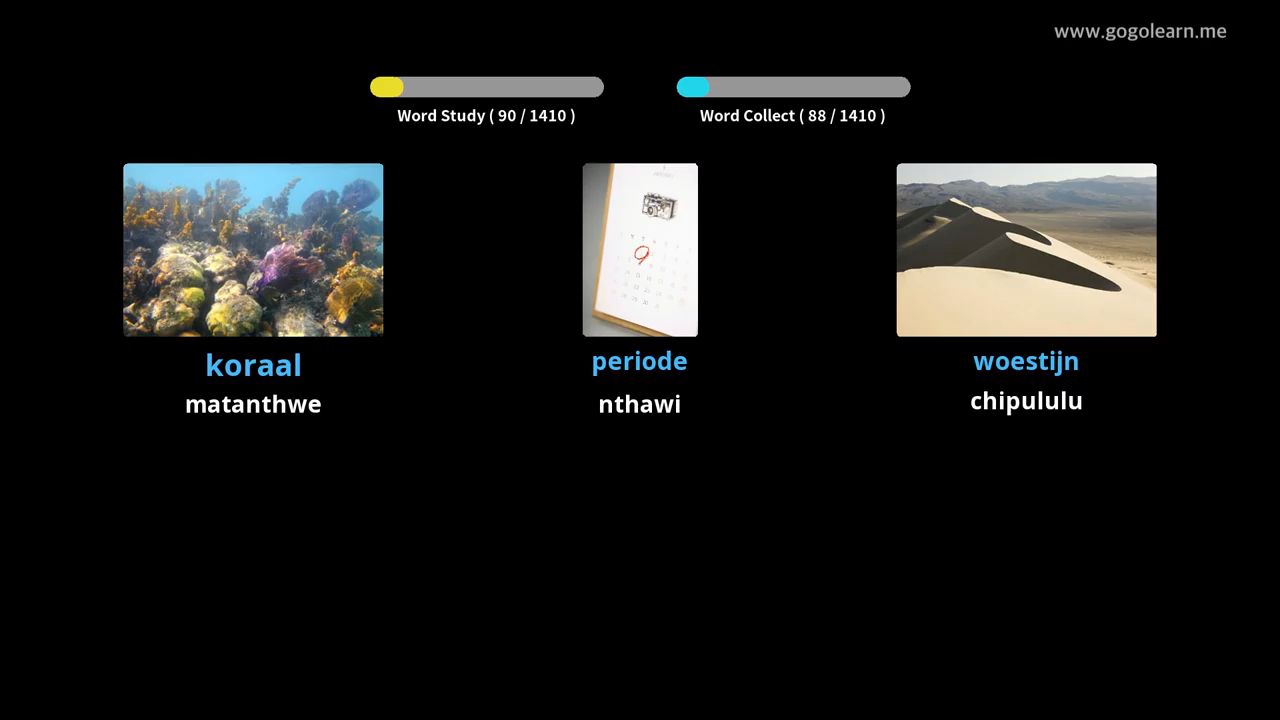 www.gogolearn.me
Word Study ( 90 / 1410 )
Word Collect ( 88 / 1410 )
koraal
periode
woestijn
matanthwe
nthawi
chipululu